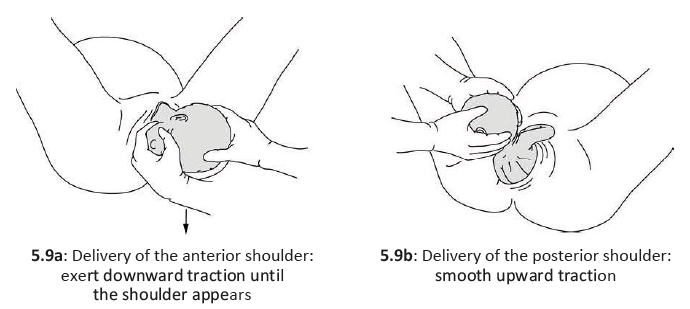 5.9a: Delivery of the anterior shoulder:
exert downward traction until
the shoulder appears
5.9b: Delivery of the posterior shoulder:
smooth upward traction